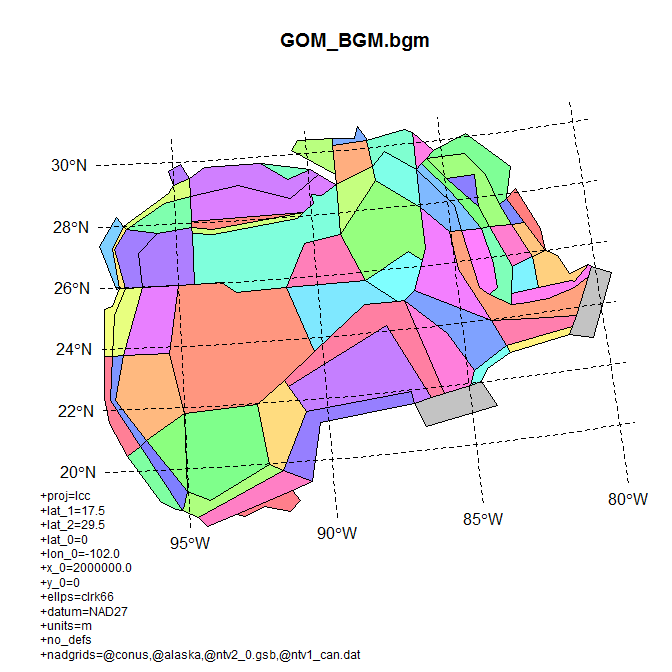 GOM_BGM.bgm
30°N
28°N
26°N
24°N
22°N
20°N
95°W
90°W
85°W
80°W
+proj=lcc
+lat_1=17.5
+lat_2=29.5
+lat_0=0
+lon_0=-102.0
+x_0=2000000.0
+y_0=0
+ellps=clrk66
+datum=NAD27
+units=m
+no_defs
+nadgrids=@conus,@alaska,@ntv2_0.gsb,@ntv1_can.dat